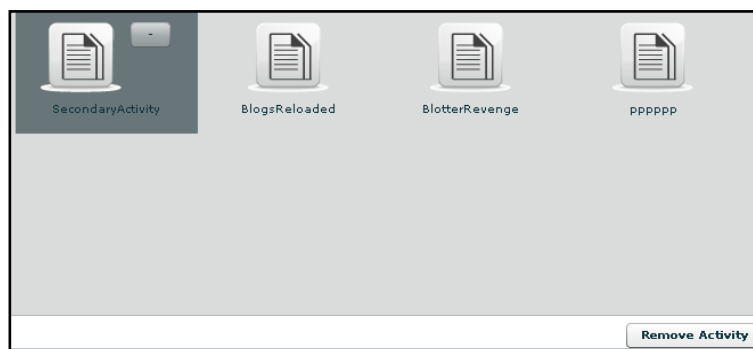 -
SecondaryActivity
BlogsReloaded
BlotterRevenge
pppppp
Remove Activity